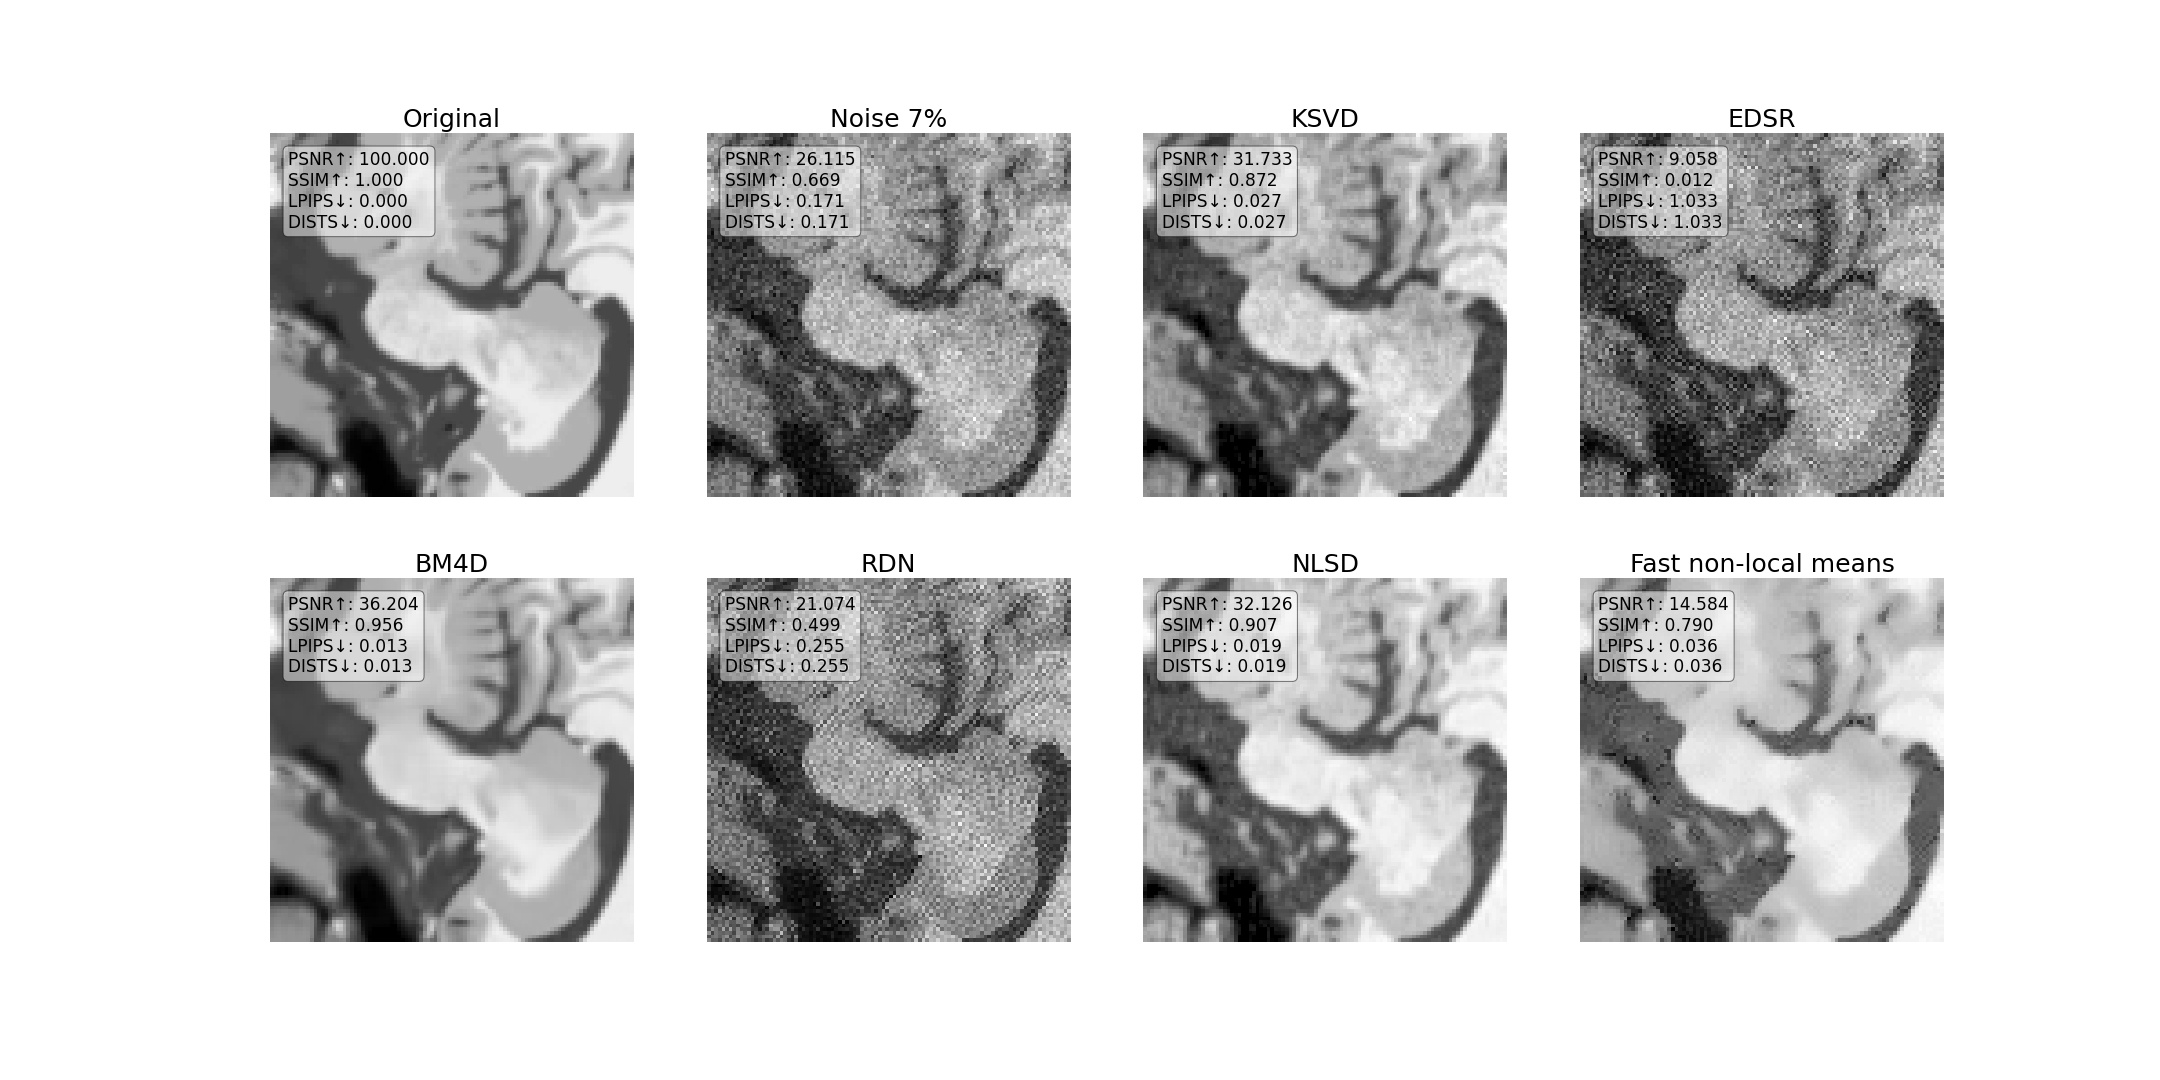 Original
PSNR↑: 100.000
SSIM↑: 1.000
LPIPS↓: 0.000
DISTS↓: 0.000
Noise 7%
PSNR↑: 26.115
SSIM↑: 0.669
LPIPS↓: 0.171
DISTS↓: 0.171
KSVD
PSNR↑: 31.733
SSIM↑: 0.872
LPIPS↓: 0.027
DISTS↓: 0.027
EDSR
PSNR↑: 9.058
SSIM↑: 0.012
LPIPS↓: 1.033
DISTS↓: 1.033
BM4D
PSNR↑: 36.204
SSIM↑: 0.956
LPIPS↓: 0.013
DISTS↓: 0.013
RDN
PSNR↑: 21.074
SSIM↑: 0.499
LPIPS↓: 0.255
DISTS↓: 0.255
NLSD
PSNR↑: 32.126
SSIM↑: 0.907
LPIPS↓: 0.019
DISTS↓: 0.019
Fast non-local means
PSNR↑: 14.584
SSIM↑: 0.790
LPIPS↓: 0.036
DISTS↓: 0.036